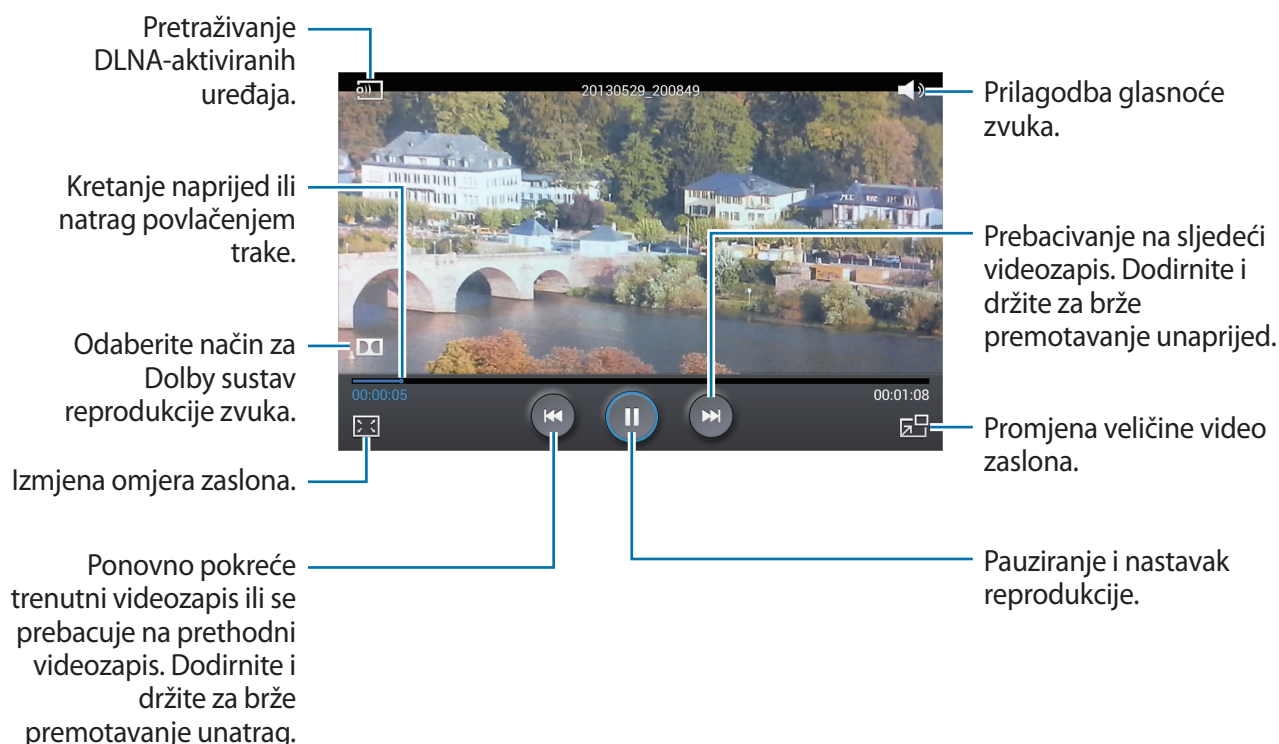 Pretraživanje
DLNA-aktiviranih
uređaja.
Kretanje naprijed ili
natrag povlačenjem
trake.
Odaberite način za
Dolby sustav
reprodukcije zvuka.
Izmjena omjera zaslona.
Ponovno pokreće
trenutni videozapis ili se
prebacuje na prethodni
videozapis. Dodirnite i
držite za brže
premotavanje unatrag.
20130529_200849
00:00:05
00:01:08
Prilagodba glasnoće
zvuka.
Prebacivanje na sljedeći
videozapis. Dodirnite i
držite za brže
premotavanje unaprijed.
Promjena veličine video
zaslona.
Pauziranje i nastavak
reprodukcije.